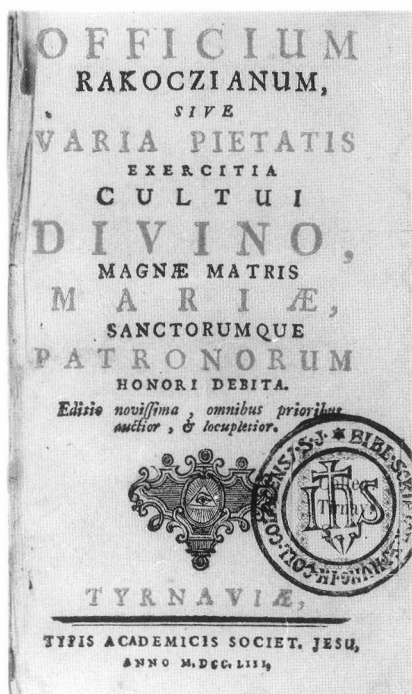 OFFICIUM
RAKOCZIANUM,
SIVE
VARIA PIETATIS
EXERCITIA
CULTUI
DIVINO,
MAGNÆ MATRIS
MARIÆ,
SANCTORUMQUE
PATRONORUM
HONORI DEBITA.
Editio noviſſima, omnibus prioribus
auctior, & locupletior.
IHS
TYRNAVIÆ,
TYPIS ACADEMICIS SOCIET. JESU,
ANNO M.DCC.LIII,